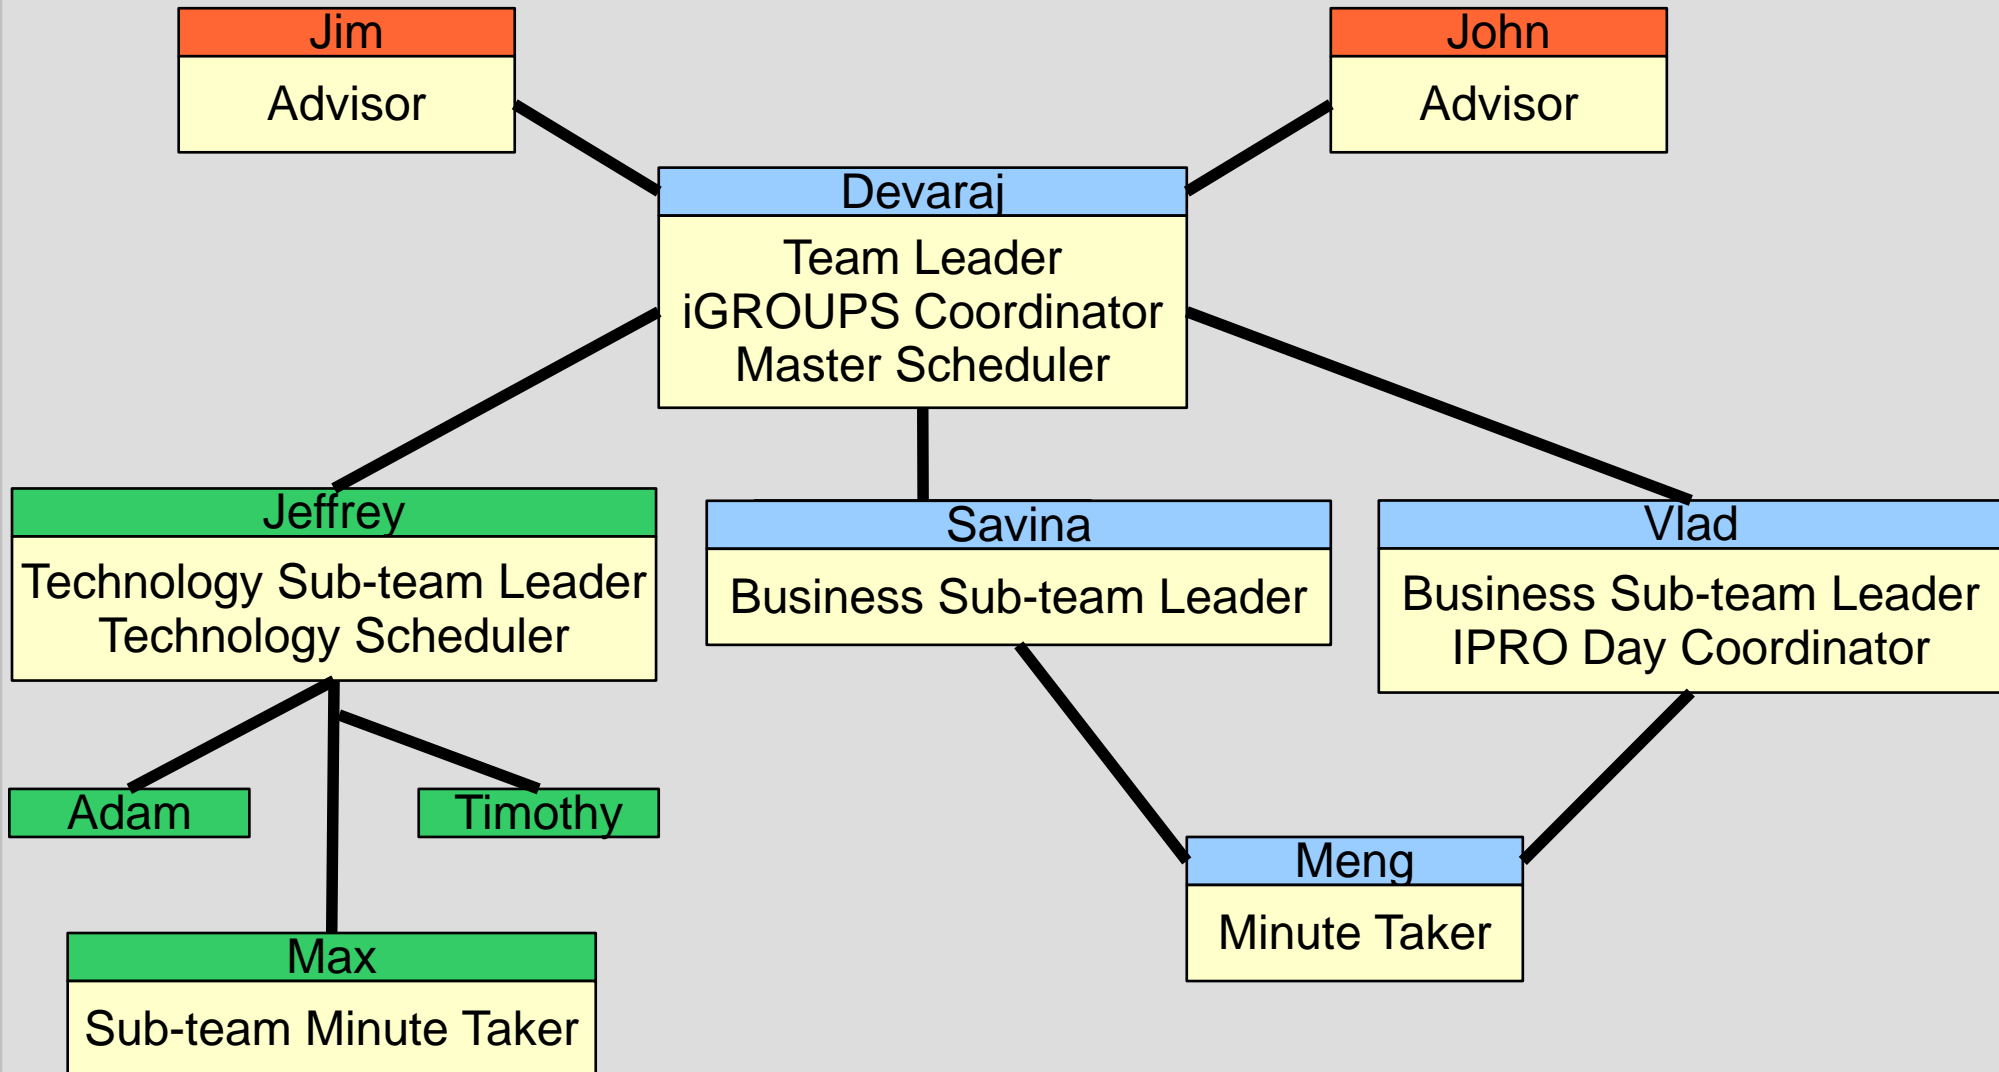 Jim
Advisor
John
Advisor
Devaraj
Team Leader
iGROUPS Coordinator
Master Scheduler
Jeffrey
Technology Sub-team Leader
Technology Scheduler
Savina
Business Sub-team Leader
Vlad
Business Sub-team Leader
IPRO Day Coordinator
Adam
Timothy
Meng
Minute Taker
Max
Sub-team Minute Taker